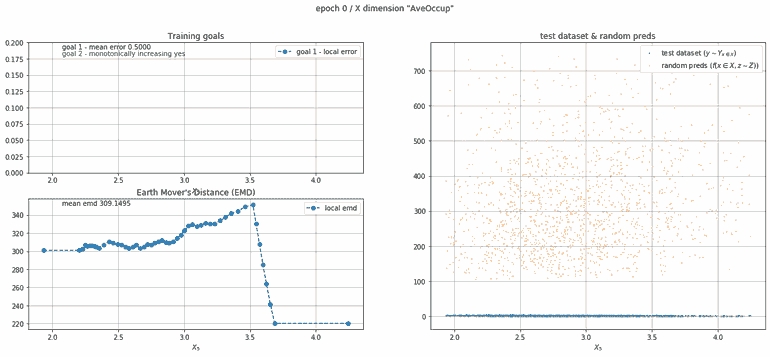 epoch 0 / X dimension "AveOccup"
Training goals
goal 1 - mean error 0.5000
goal 2 - monotonically increasing yes
goal 1 - local error
0.200
0.175
0.150
0.125
0.100
0.075
0.050
0.025
0.000
2.0 2.5 3.0 3.5 4.0
Earth Mover's Distance (EMD)
mean emd 309.1495
local emd
340
320
300
280
260
240
220
2.0 2.5 3.0 3.5 4.0
X₅
test dataset & random preds
test dataset (y ~ Yₓ∈ₓ)
random preds (f(x ∈ X, z ~ Z))
700
600
500
400
300
200
100
0
2.0 2.5 3.0 3.5 4.0
X₅